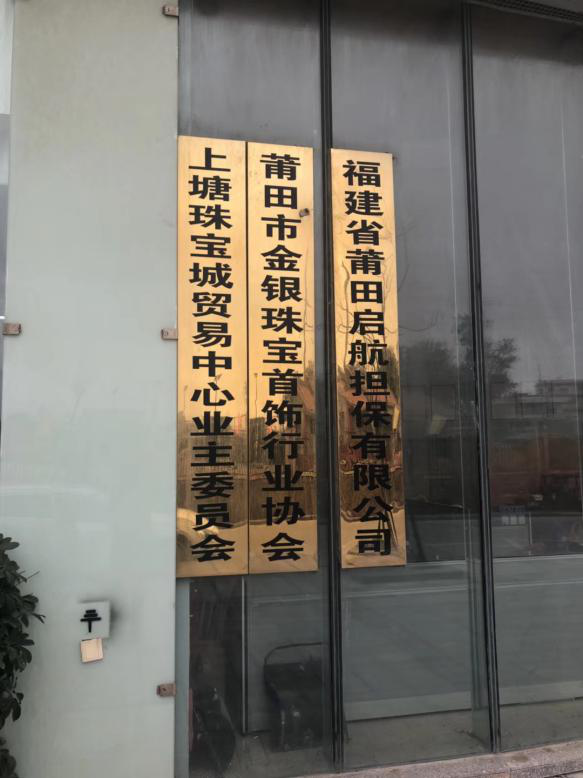 上塘珠宝城贸易中心业主委员会
莆田市金银珠宝首饰行业协会
福建省莆田启航担保有限公司